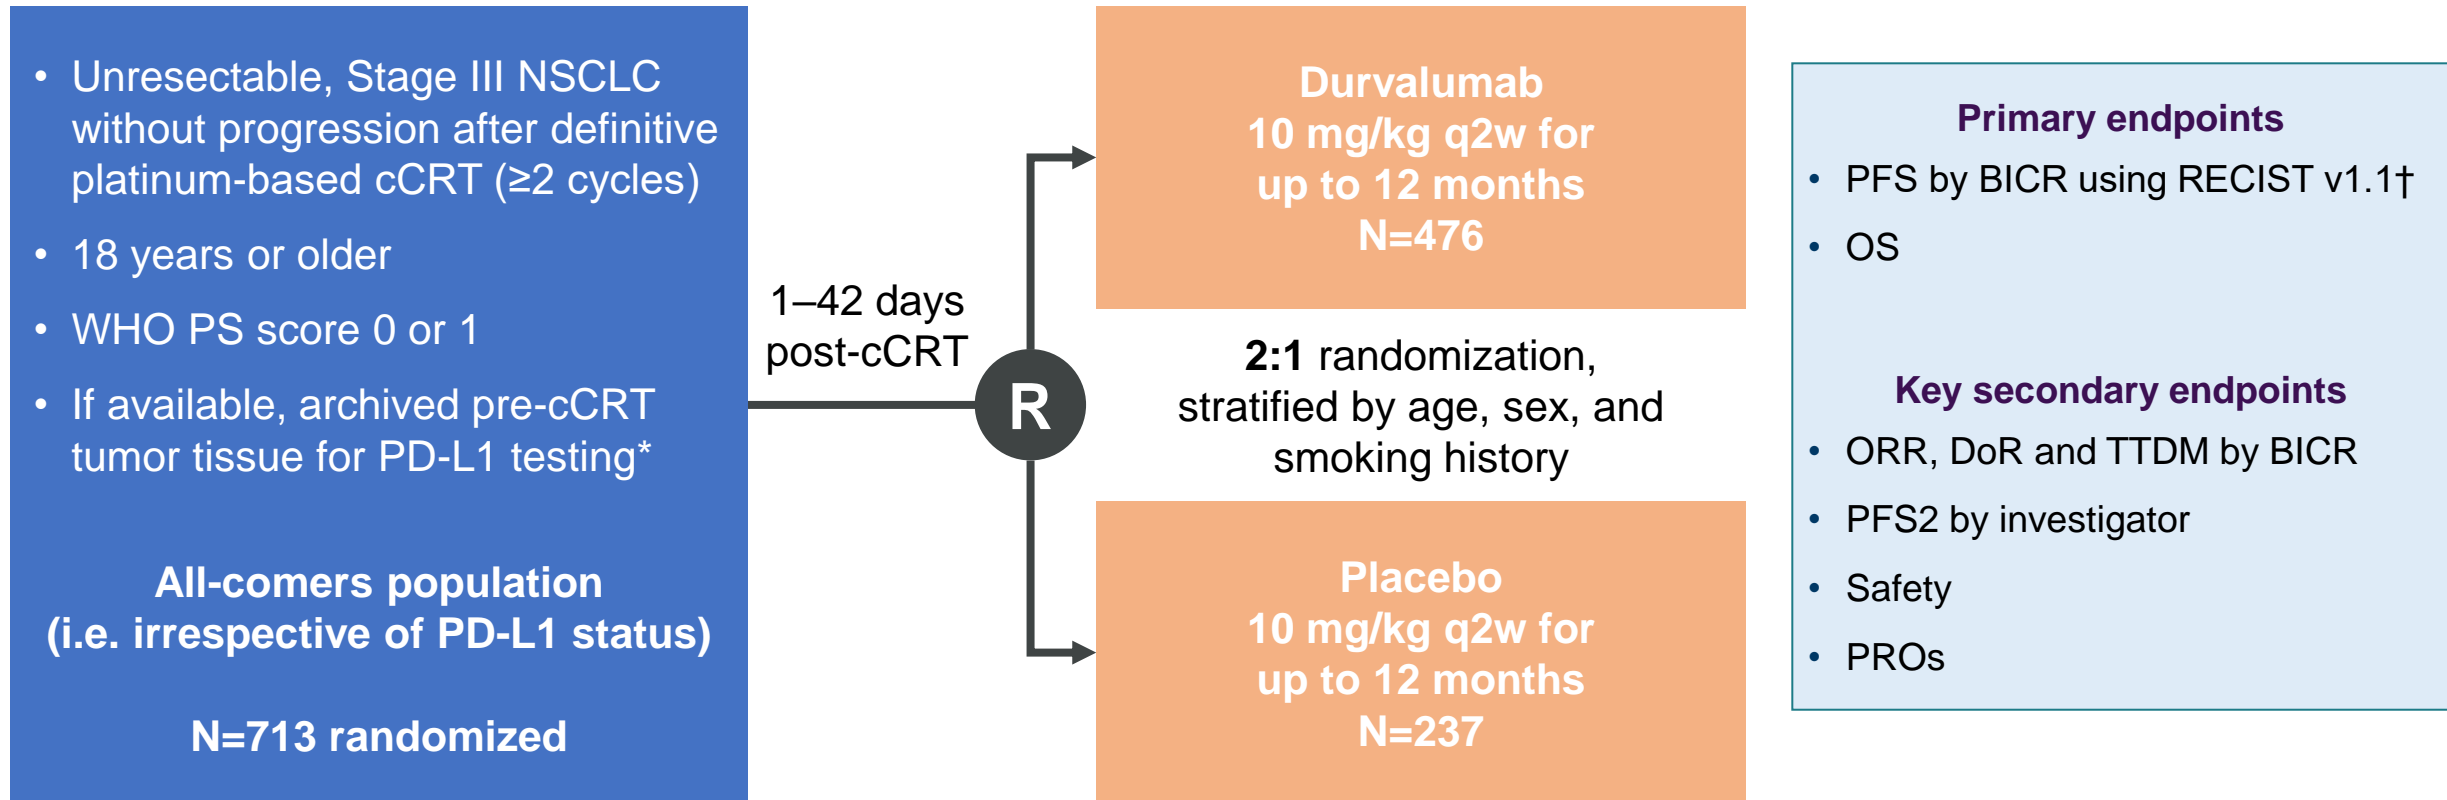 • Unresectable, Stage III NSCLC
without progression after definitive
platinum-based cCRT (≥2 cycles)
• 18 years or older
• WHO PS score 0 or 1
• If available, archived pre-cCRT
tumor tissue for PD-L1 testing*
All-comers population
(i.e. irrespective of PD-L1 status)
N=713 randomized
1–42 days
post-cCRT
R
Durvalumab
10 mg/kg q2w for
up to 12 months
N=476
2:1 randomization,
stratified by age, sex, and
smoking history
Placebo
10 mg/kg q2w for
up to 12 months
N=237
Primary endpoints
• PFS by BICR using RECIST v1.1†
• OS
Key secondary endpoints
• ORR, DoR and TTDM by BICR
• PFS2 by investigator
• Safety
• PROs